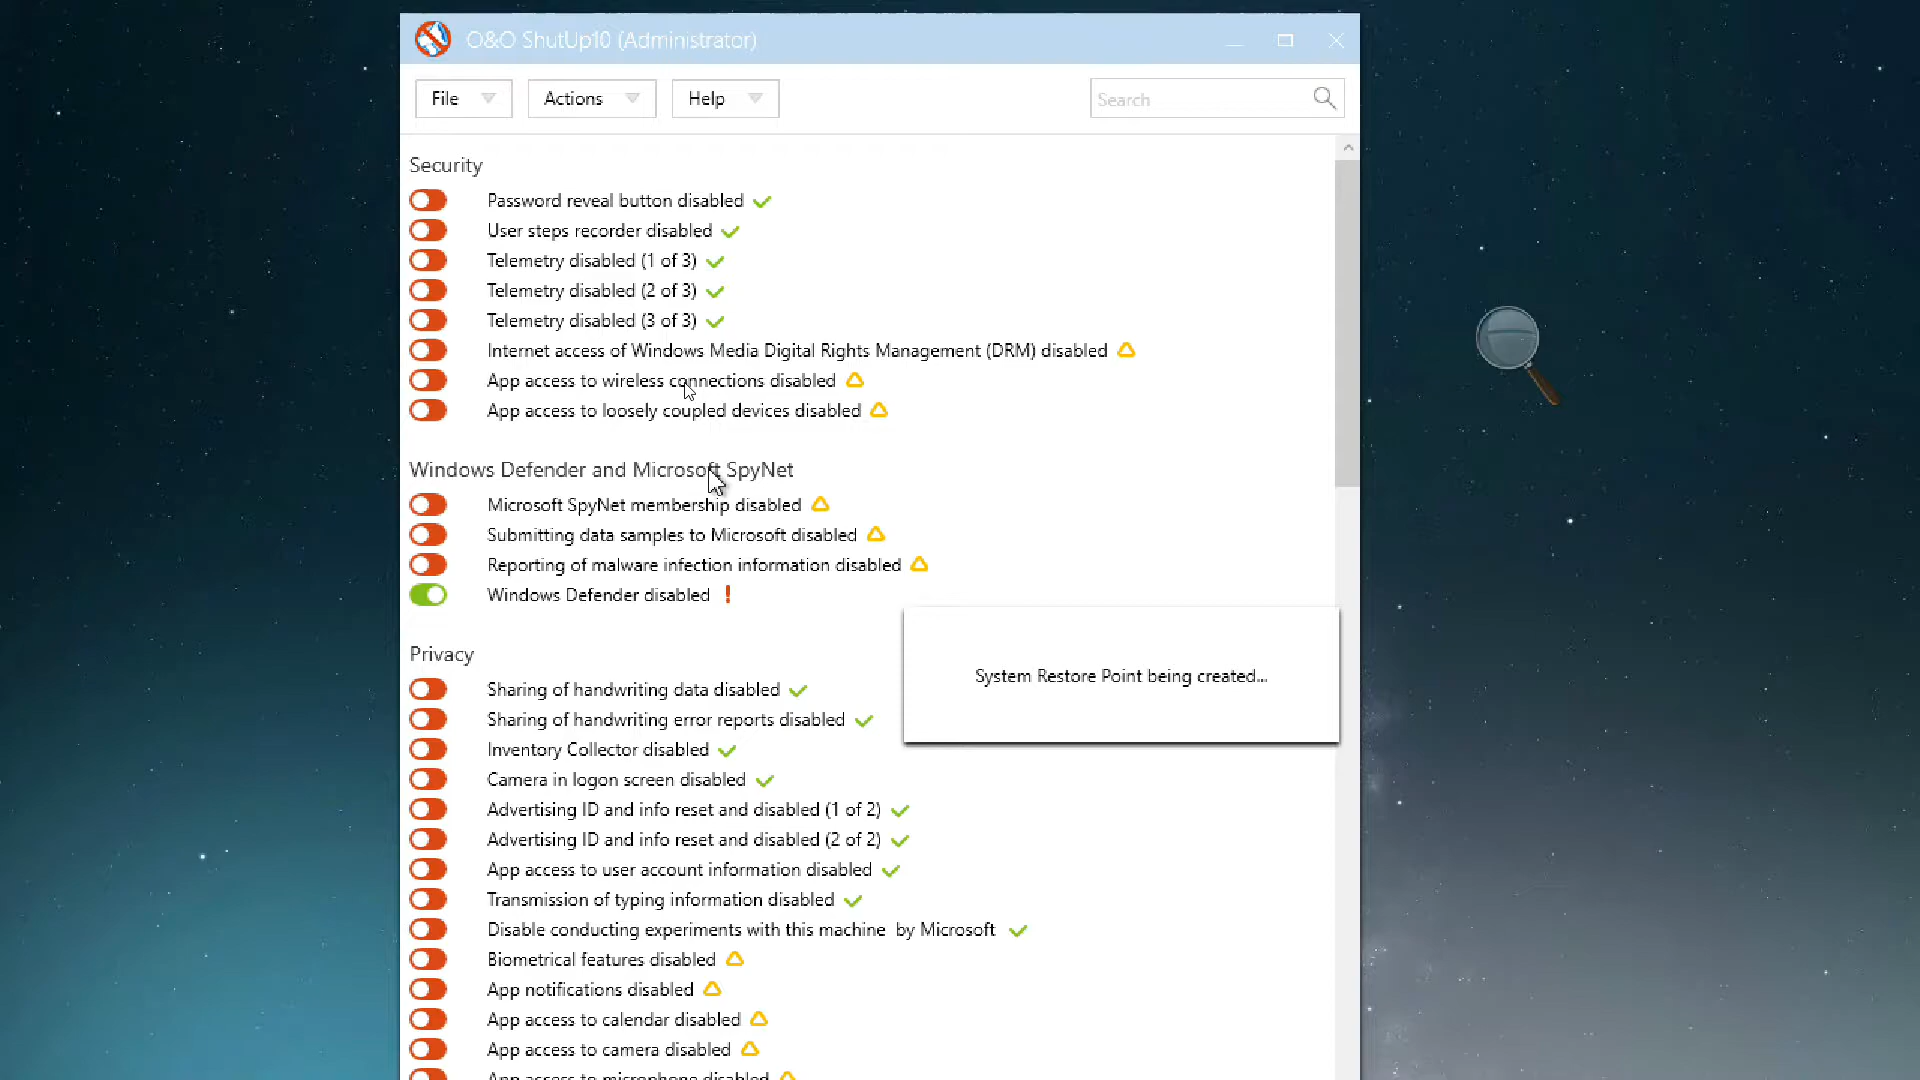 O&O ShutUp10 (Administrator)
File
Actions
Help
Search
Security
Password reveal button disabled
User steps recorder disabled
Telemetry disabled (1 of 3)
Telemetry disabled (2 of 3)
Telemetry disabled (3 of 3)
Internet access of Windows Media Digital Rights Management (DRM) disabled
App access to wireless connections disabled
App access to loosely coupled devices disabled
Windows Defender and Microsoft SpyNet
Microsoft SpyNet membership disabled
Submitting data samples to Microsoft disabled
Reporting of malware infection information disabled
Windows Defender disabled !
System Restore Point being created...
Privacy
Sharing of handwriting data disabled
Sharing of handwriting error reports disabled
Inventory Collector disabled
Camera in logon screen disabled
Advertising ID and info reset and disabled (1 of 2)
Advertising ID and info reset and disabled (2 of 2)
App access to user account information disabled
Transmission of typing information disabled
Disable conducting experiments with this machine by Microsoft
Biometrical features disabled
App notifications disabled
App access to calendar disabled
App access to camera disabled
App access to microphone disabled